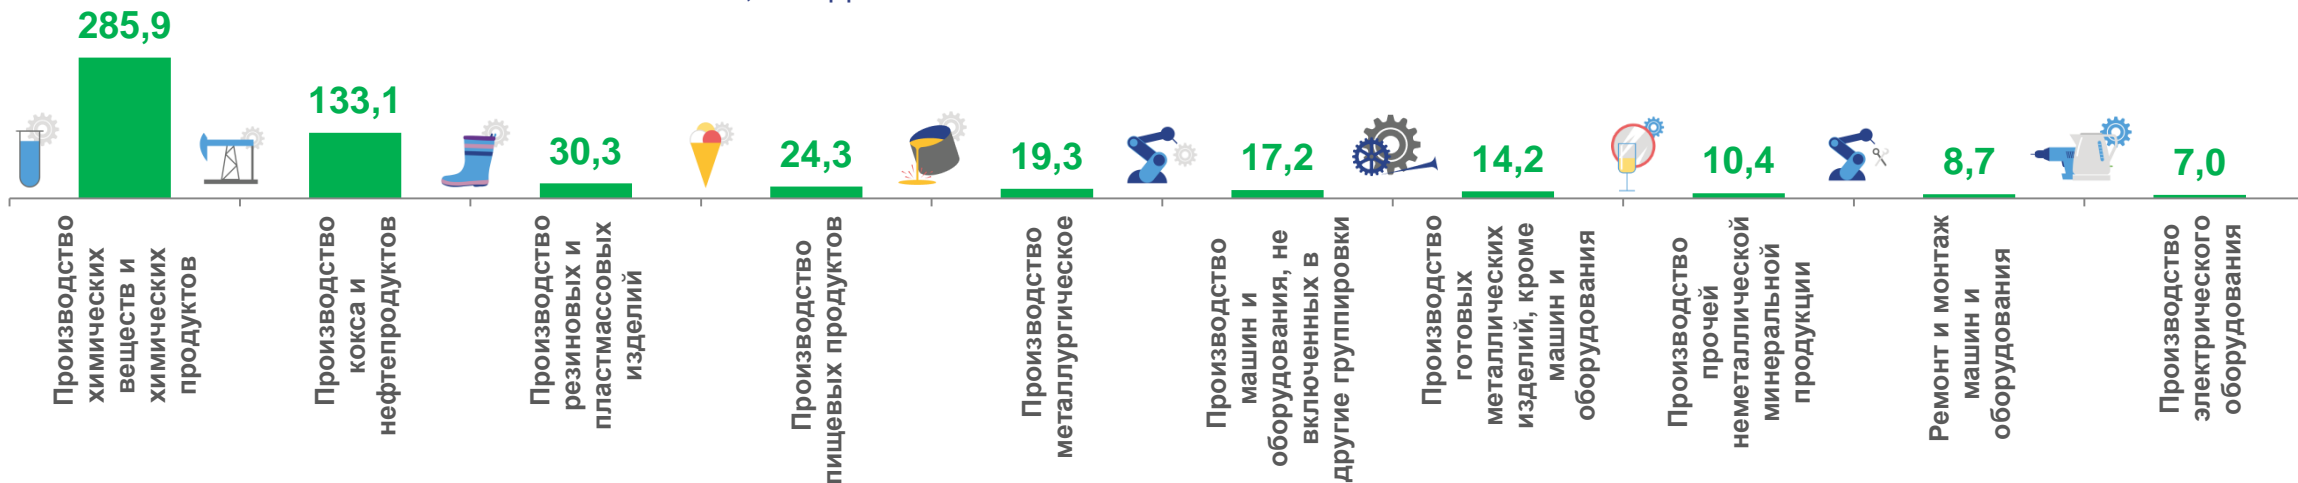 285,9
133,1
30,3
24,3
19,3
17,2
14,2
10,4
8,7
7,0
Производство
химических
веществ и
химических
продуктов
Производство
кокса и
нефтепродуктов
Производство
резиновых и
пластмассовых
изделий
Производство
пищевых продуктов
Производство
металлургическое
Производство
машин и
оборудования, не
включенных в
другие группировки
Производство
готовых
металлических
изделий, кроме
машин и
оборудования
Производство
прочей
неметаллической
минеральной
продукции
Ремонт и монтаж
машин и
оборудования
Производство
электрического
оборудования